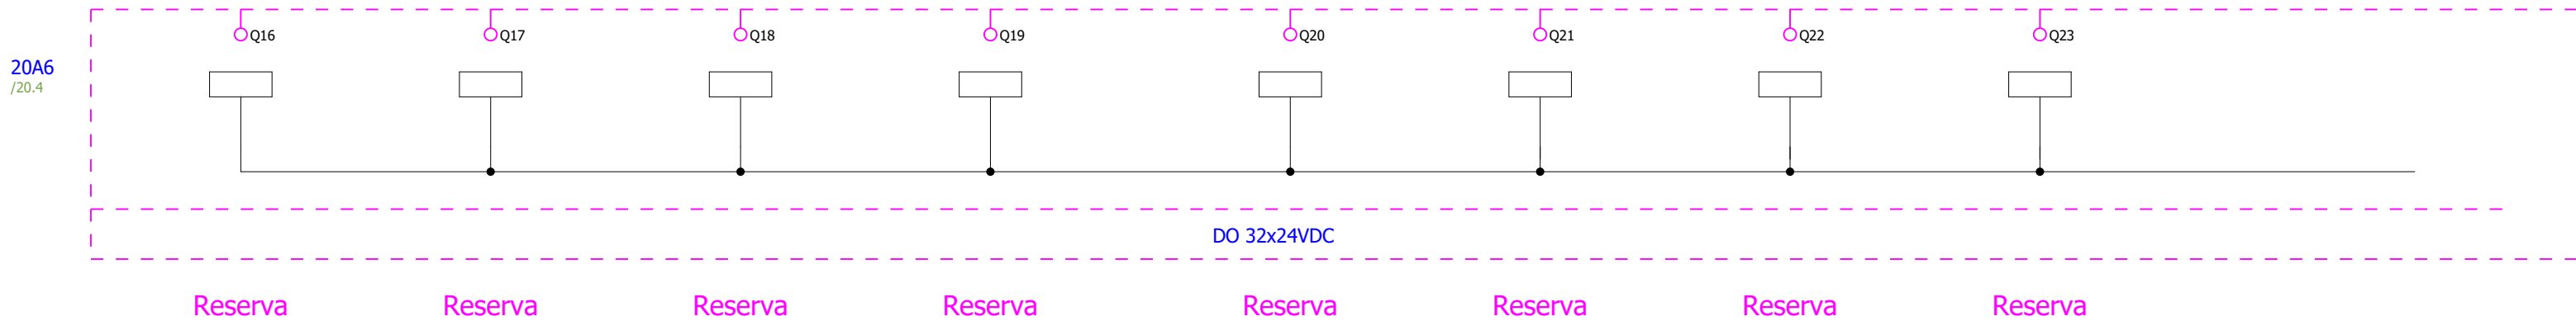 Q16 Q17 Q18 Q19 Q20 Q21 Q22 Q23
20A6
/20.4
DO 32x24VDC
Reserva Reserva Reserva Reserva Reserva Reserva Reserva Reserva